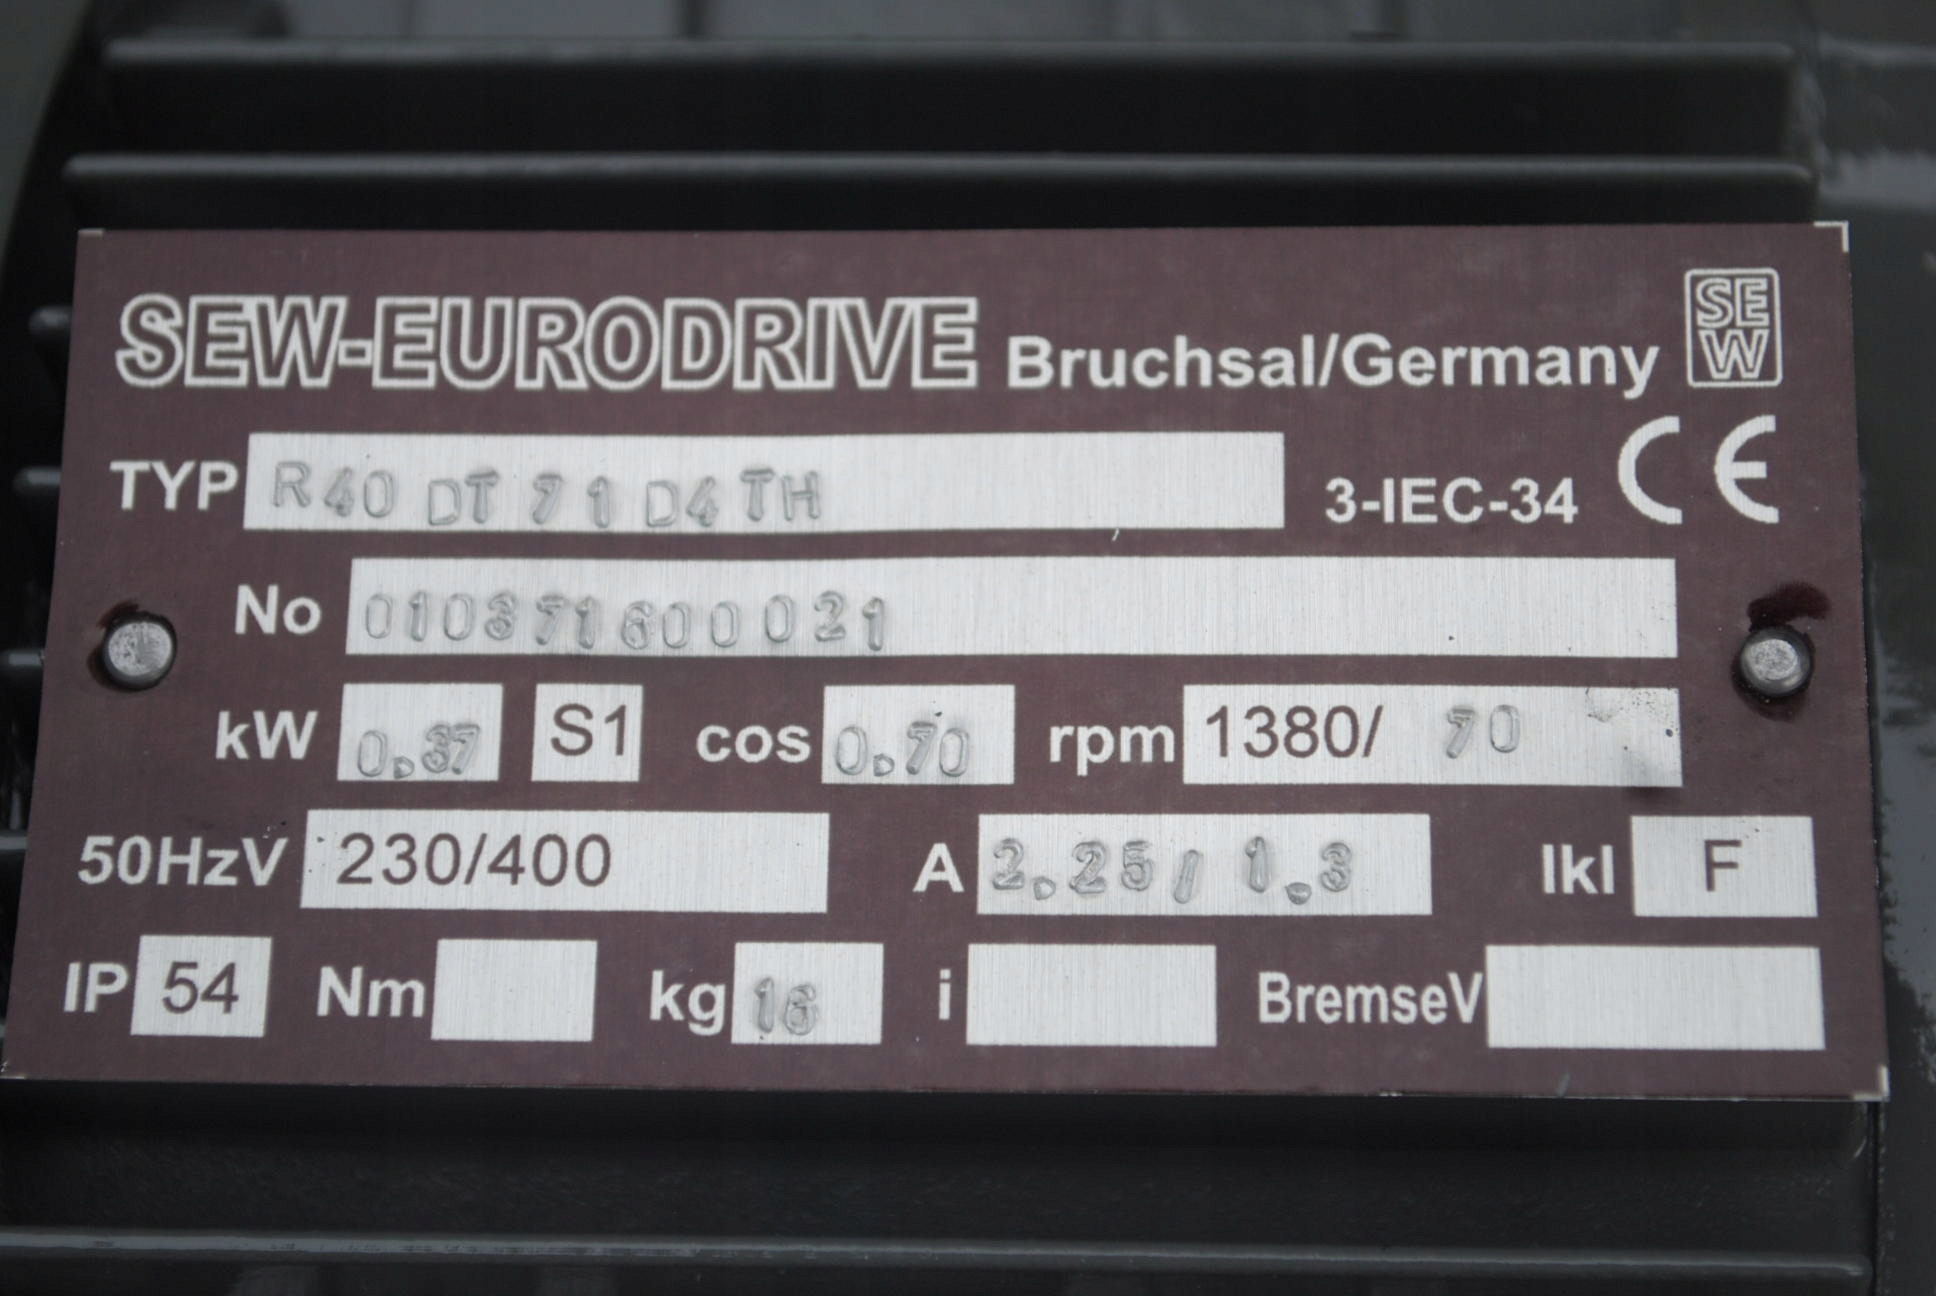 SEW-EURODRIVE Bruchsal/Germany SEW
TYP R40 DT 71 D4 TH 3-IEC-34 CE
No 010371600021
kW 0.37 S1 cos 0.70 rpm 1380/ 70
50HzV 230/400 A 2.25/ 1.3 Ikl F
IP 54 Nm kg 16 i BremseV